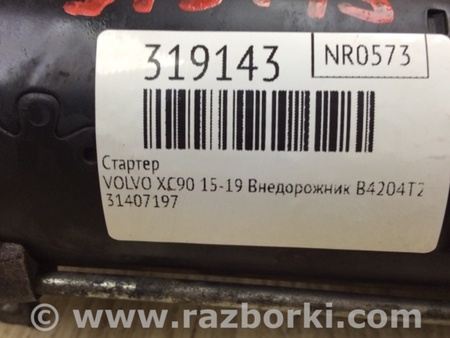 319143
NR0573
Стартер
VOLVO XC90 15-19 Внедорожник B4204T2
31407197
www.razborki.com